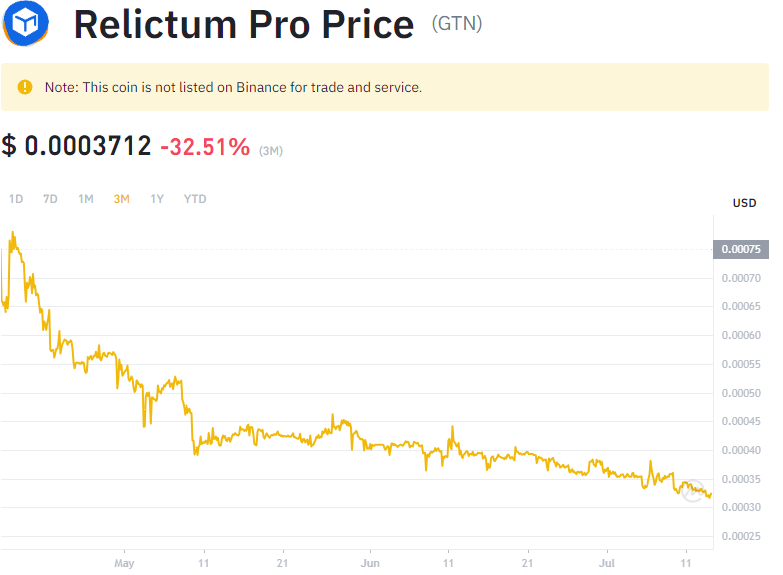 Relictum Pro Price (GTN)
Note: This coin is not listed on Binance for trade and service.
$ 0.0003712 -32.51% (3M)
1D 7D 1M 3M 1Y YTD
USD
0.00075
0.00070
0.00065
0.00060
0.00055
0.00050
0.00045
0.00040
0.00035
0.00030
0.00025
May 11 21 Jun 11 21 Jul 11